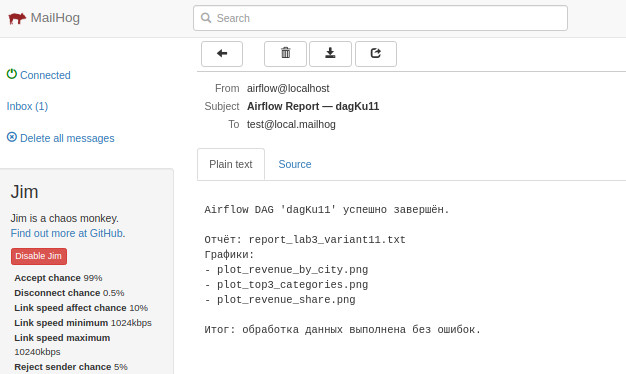 MailHog
Search
Connected
Inbox (1)
Delete all messages
Jim
Jim is a chaos monkey.
Find out more at GitHub.
Disable Jim
Accept chance 99%
Disconnect chance 0.5%
Link speed affect chance 10%
Link speed minimum 1024kbps
Link speed maximum
10240kbps
Reject sender chance 5%
From airflow@localhost
Subject Airflow Report — dagKu11
To test@local.mailhog
Plain text Source
Airflow DAG 'dagKu11' успешно завершён.
Отчёт: report_lab3_variant11.txt
Графики:
- plot_revenue_by_city.png
- plot_top3_categories.png
- plot_revenue_share.png
Итог: обработка данных выполнена без ошибок.